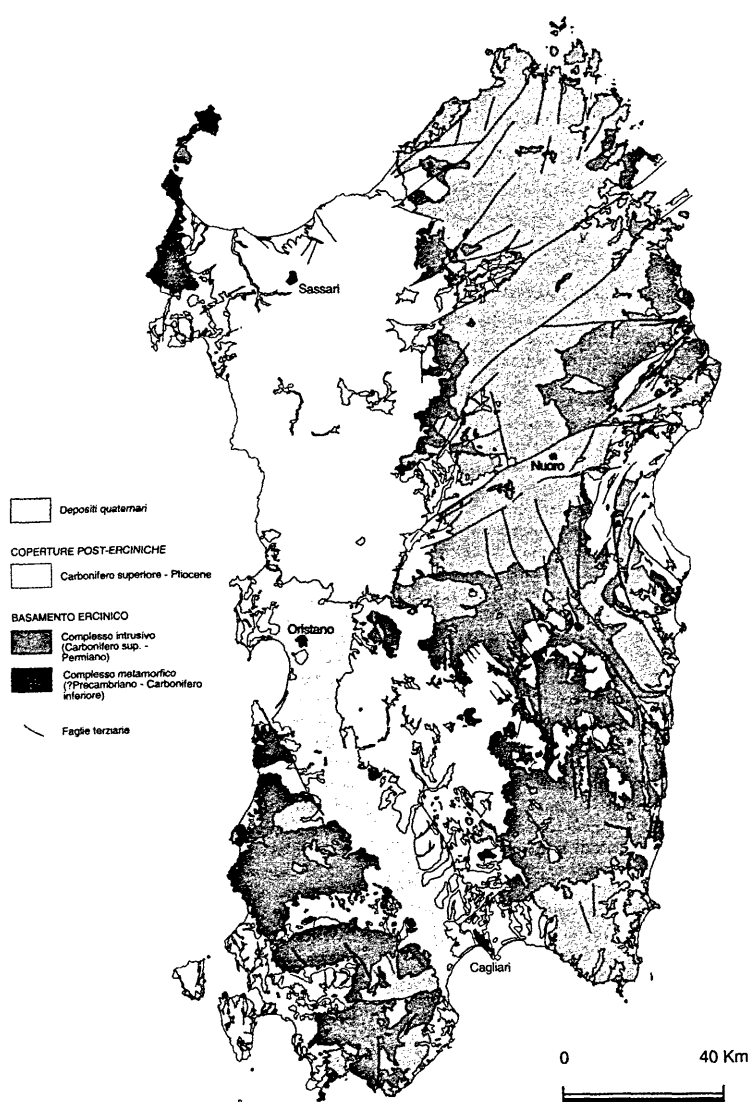 Sassari
Nuoro
Depositi quaternari
COPERTURE POST-ERCINICHE
Carbonifero superiore - Pliocene
BASAMENTO ERCINICO
Complesso intrusivo
(Carbonifero sup. -
Permiano)
Complesso metamorfico
(?Precambriano - Carbonifero
inferiore)
Faglie terziarie
Oristano
Cagliari
0 40 Km